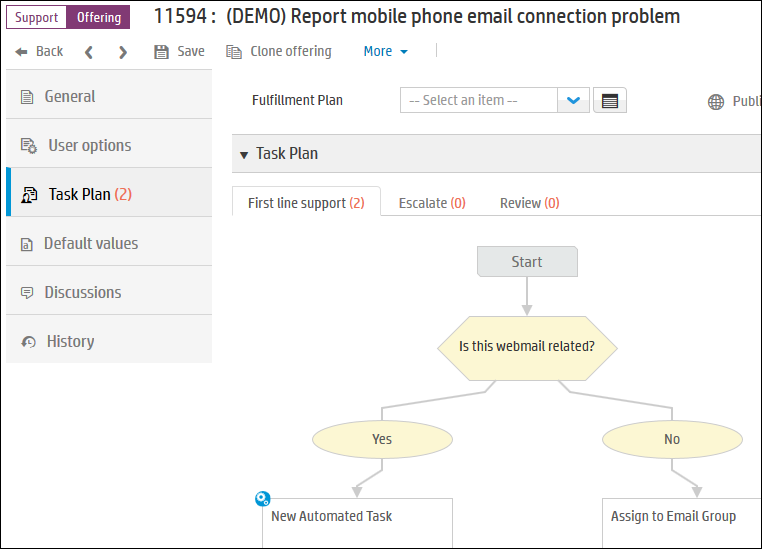 Support Offering 11594 : (DEMO) Report mobile phone email connection problem
Back Save Clone offering More
General
User options
Task Plan (2)
Default values
Discussions
History
Fulfillment Plan -- Select an item -- Publi
Task Plan
First line support (2) Escalate (0) Review (0)
Start
Is this webmail related?
Yes No
New Automated Task Assign to Email Group